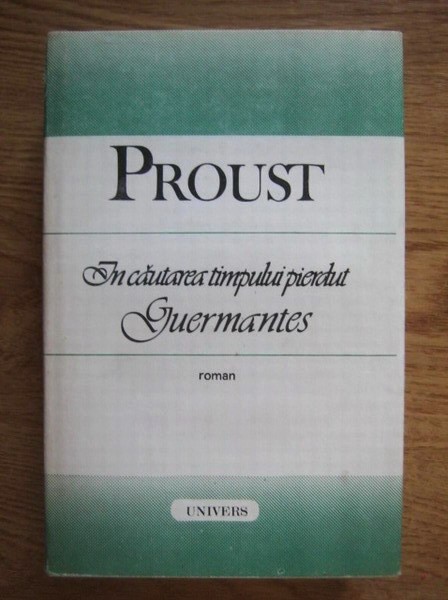 PROUST
In căutarea timpului pierdut
Guermantes
roman
UNIVERS